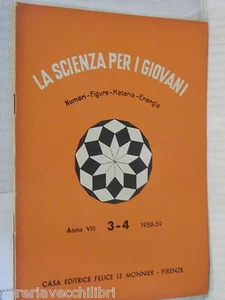 LA SCIENZA PER I GIOVANI
Numeri-Figure-Materia-Energia
Anno VIII 3-4 1958-59
CASA EDITRICE FELICE LE MONNIER - FIRENZE
libreriavecchilibri